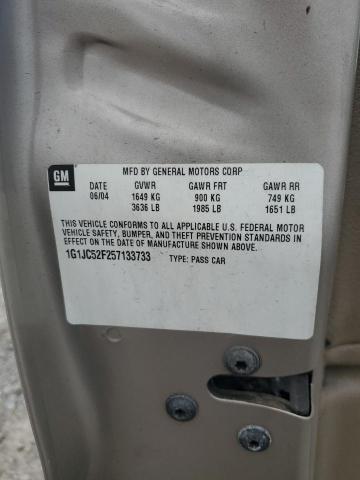 GM
MFD BY GENERAL MOTORS CORP
DATE GVWR GAWR FRT GAWR RR
06/04 1649 KG 900 KG 749 KG
3636 LB 1985 LB 1651 LB
THIS VEHICLE CONFORMS TO ALL APPLICABLE U.S. FEDERAL MOTOR
VEHICLE SAFETY, BUMPER, AND THEFT PREVENTION STANDARDS IN
EFFECT ON THE DATE OF MANUFACTURE SHOWN ABOVE.
1G1JC52F257133733 TYPE: PASS CAR